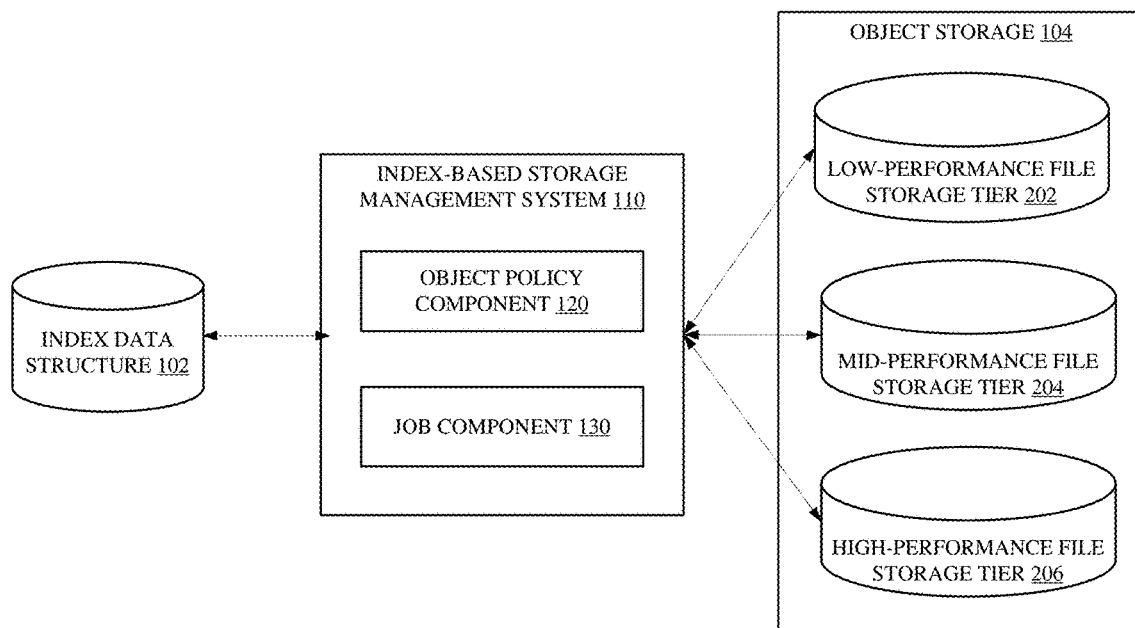 INDEX DATA
STRUCTURE 102
INDEX-BASED STORAGE
MANAGEMENT SYSTEM 110
OBJECT POLICY
COMPONENT 120
JOB COMPONENT 130
OBJECT STORAGE 104
LOW-PERFORMANCE FILE
STORAGE TIER 202
MID-PERFORMANCE FILE
STORAGE TIER 204
HIGH-PERFORMANCE FILE
STORAGE TIER 206